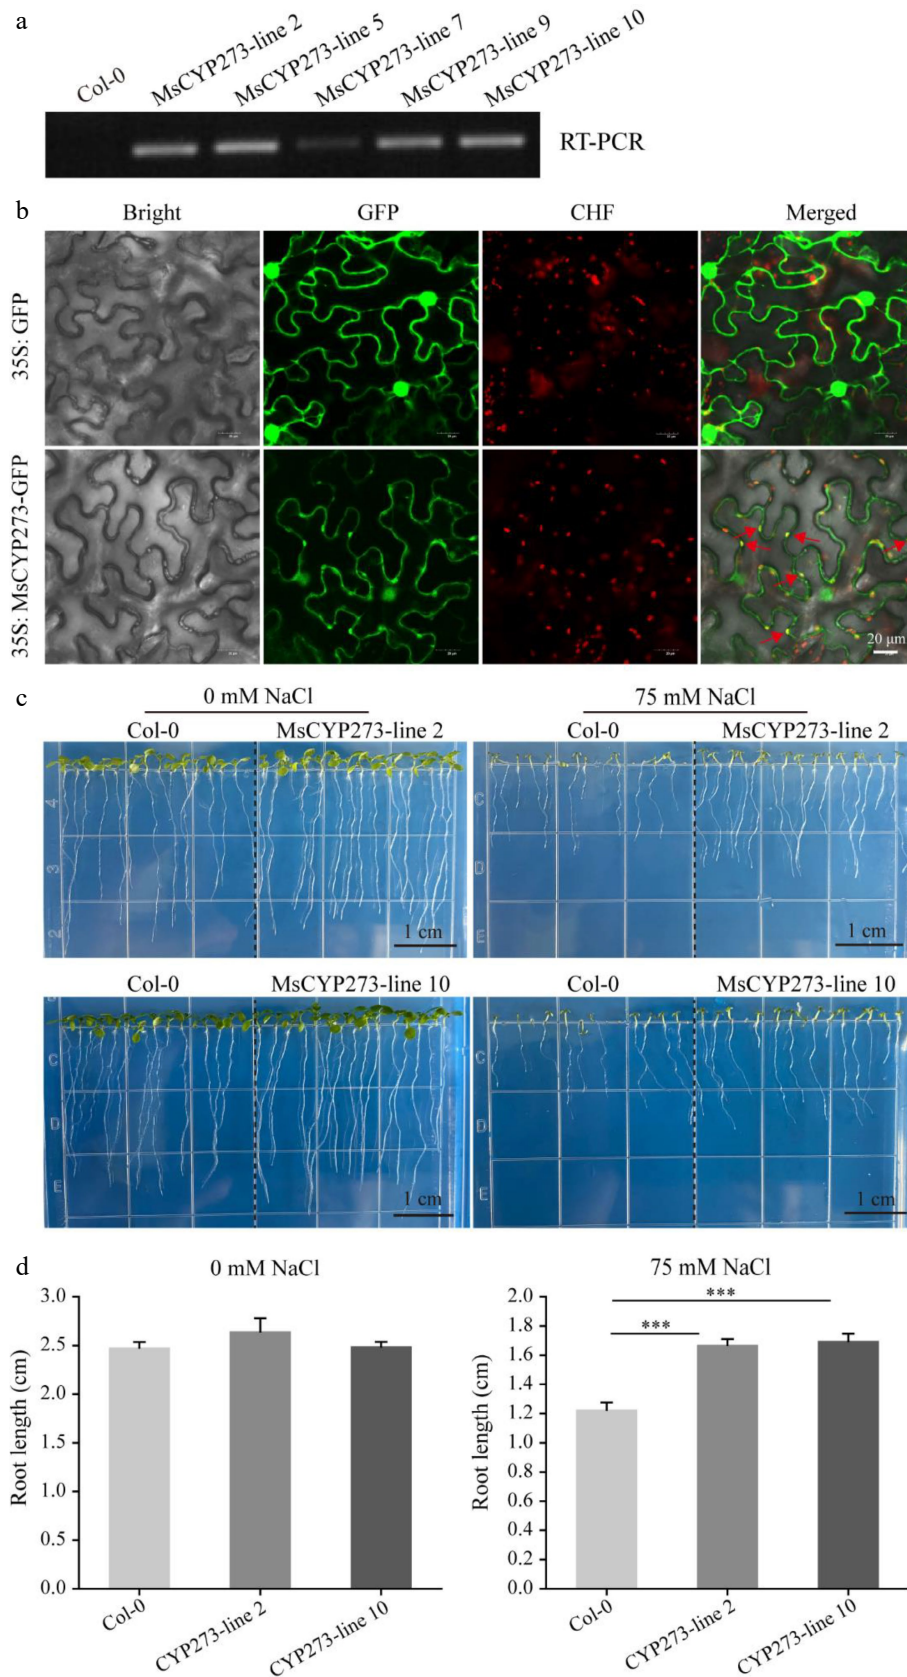 a
Col-0
MsCYP273-line 2
MsCYP273-line 5
MsCYP273-line 7
MsCYP273-line 9
MsCYP273-line 10
RT-PCR
b
Bright
GFP
CHF
Merged
35S: GFP
35S: MsCYP273-GFP
20 μm
c
0 mM NaCl
75 mM NaCl
Col-0
MsCYP273-line 2
Col-0
MsCYP273-line 2
4
3
2
1 cm
C
D
E
1 cm
Col-0
MsCYP273-line 10
Col-0
MsCYP273-line 10
C
D
E
1 cm
C
D
E
1 cm
d
0 mM NaCl
Root length (cm)
3.0
2.5
2.0
1.5
1.0
0.5
0.0
Col-0
CYP273-line 2
CYP273-line 10
75 mM NaCl
Root length (cm)
2.0
1.8
1.6
1.4
1.2
1.0
0.8
0.6
0.4
0.2
0.0
***
***
Col-0
CYP273-line 2
CYP273-line 10